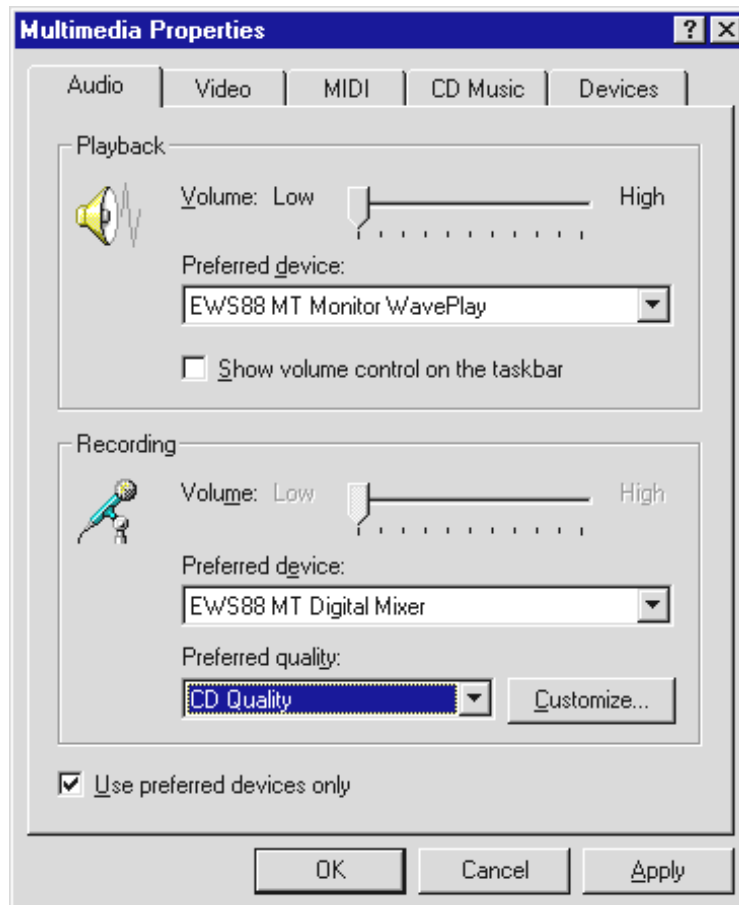 Multimedia Properties
Audio Video MIDI CD Music Devices
Playback
Volume: Low High
Preferred device:
EWS88 MT Monitor WavePlay
Show volume control on the taskbar
Recording
Volume: Low High
Preferred device:
EWS88 MT Digital Mixer
Preferred quality:
CD Quality Customize...
Use preferred devices only
OK Cancel Apply